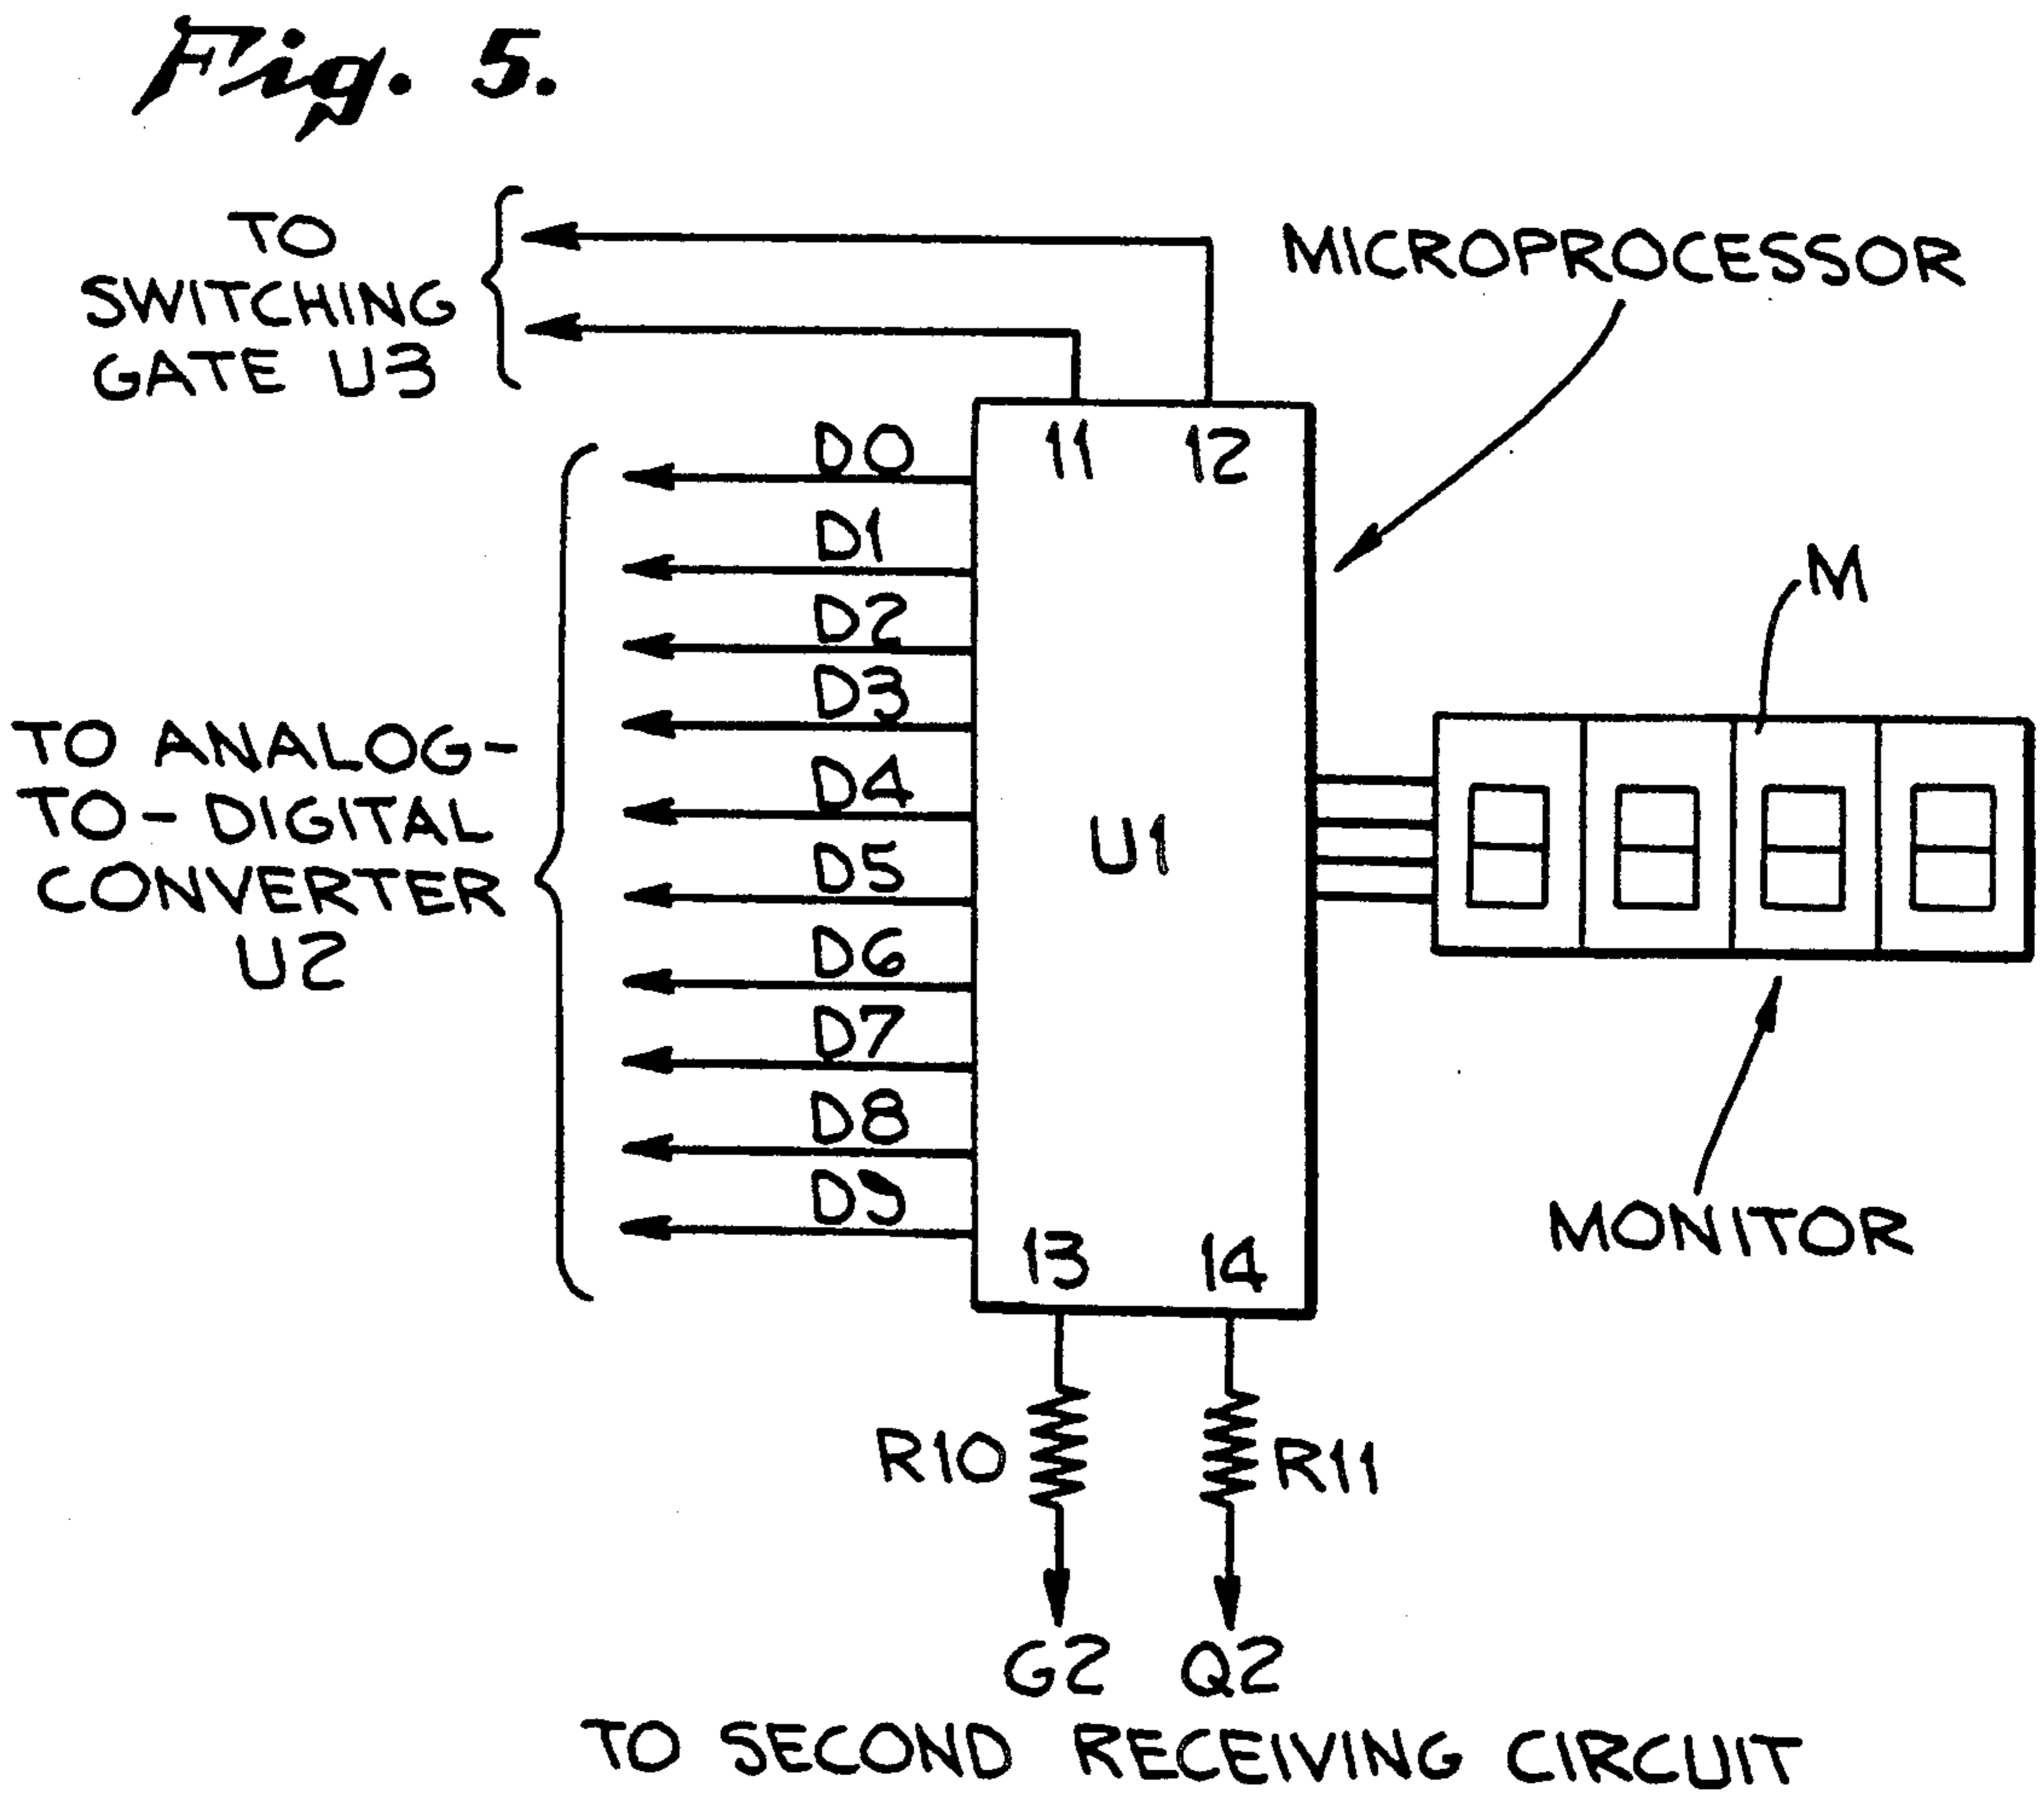 Fig. 5.
TO
SWITCHING
GATE U3
MICROPROCESSOR
11 12
D0
D1
D2
D3
D4
D5
D6
D7
D8
D9
M
TO ANALOG-
TO-DIGITAL
CONVERTER
U2
U1
MONITOR
13 14
R10 R11
G2 Q2
TO SECOND RECEIVING CIRCUIT